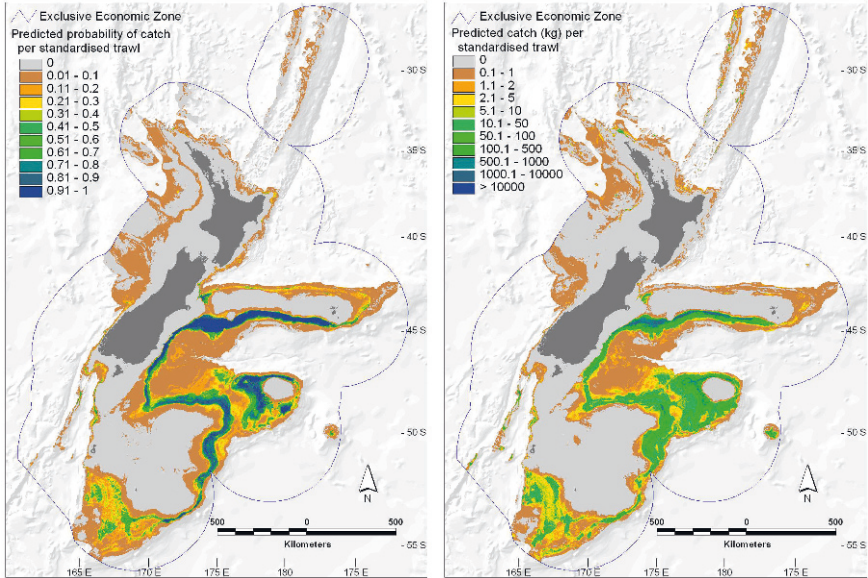 Exclusive Economic Zone
Predicted probability of catch
per standardised trawl
0
0.01 - 0.1
0.11 - 0.2
0.21 - 0.3
0.31 - 0.4
0.41 - 0.5
0.51 - 0.6
0.61 - 0.7
0.71 - 0.8
0.81 - 0.9
0.91 - 1
- 30 S
- 35 S
- 40 S
- 45 S
- 50 S
- 55 S
N
500 0 500
Kilometers
165 E 170 E 175 E 180 175 E
Exclusive Economic Zone
Predicted catch (kg) per
standardised trawl
0
0.1 - 1
1.1 - 2
2.1 - 5
5.1 - 10
10.1 - 50
50.1 - 100
100.1 - 500
500.1 - 1000
1000.1 - 10000
> 10000
- 30 S
- 35 S
- 40 S
- 45 S
- 50 S
- 55 S
N
500 0 500
Kilometers
165 E 170 E 175 E 180 175 E